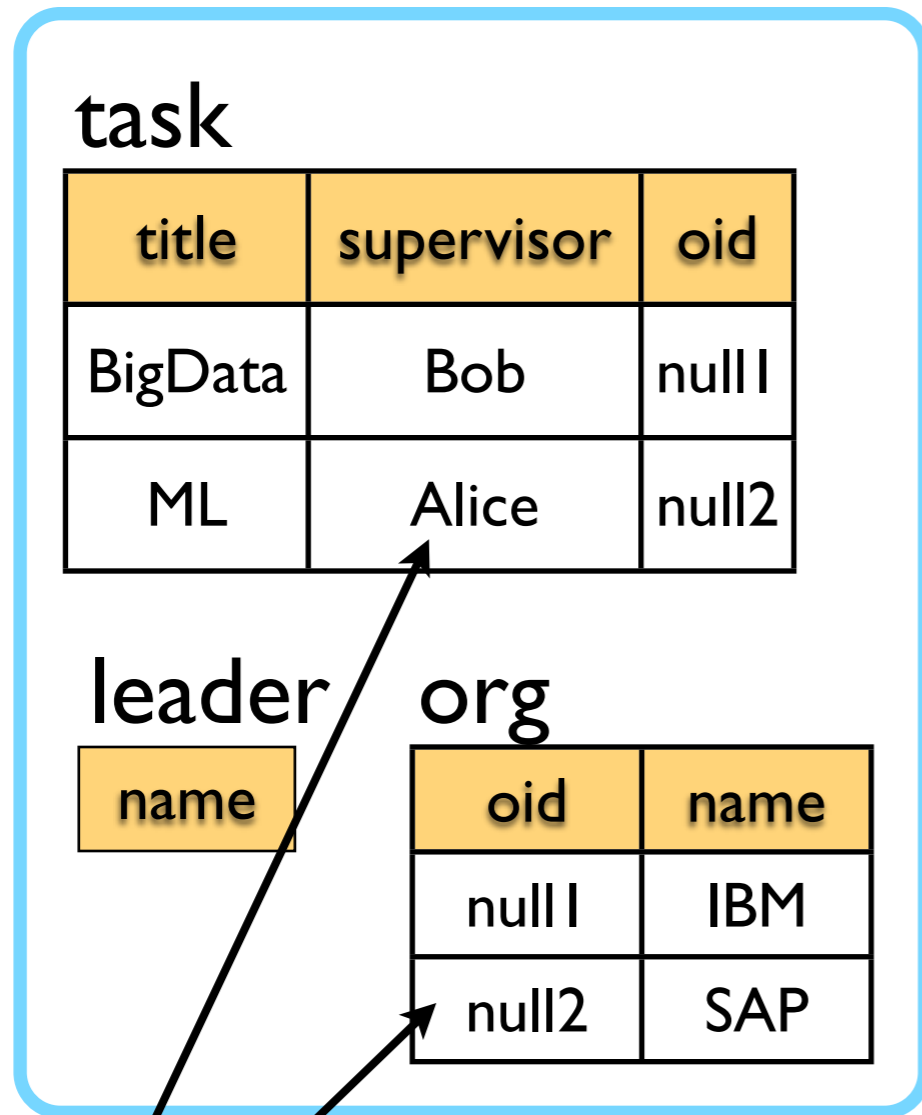 task
title supervisor oid
BigData Bob null1
ML Alice null2
leader org
name oid name
null1 IBM
null2 SAP